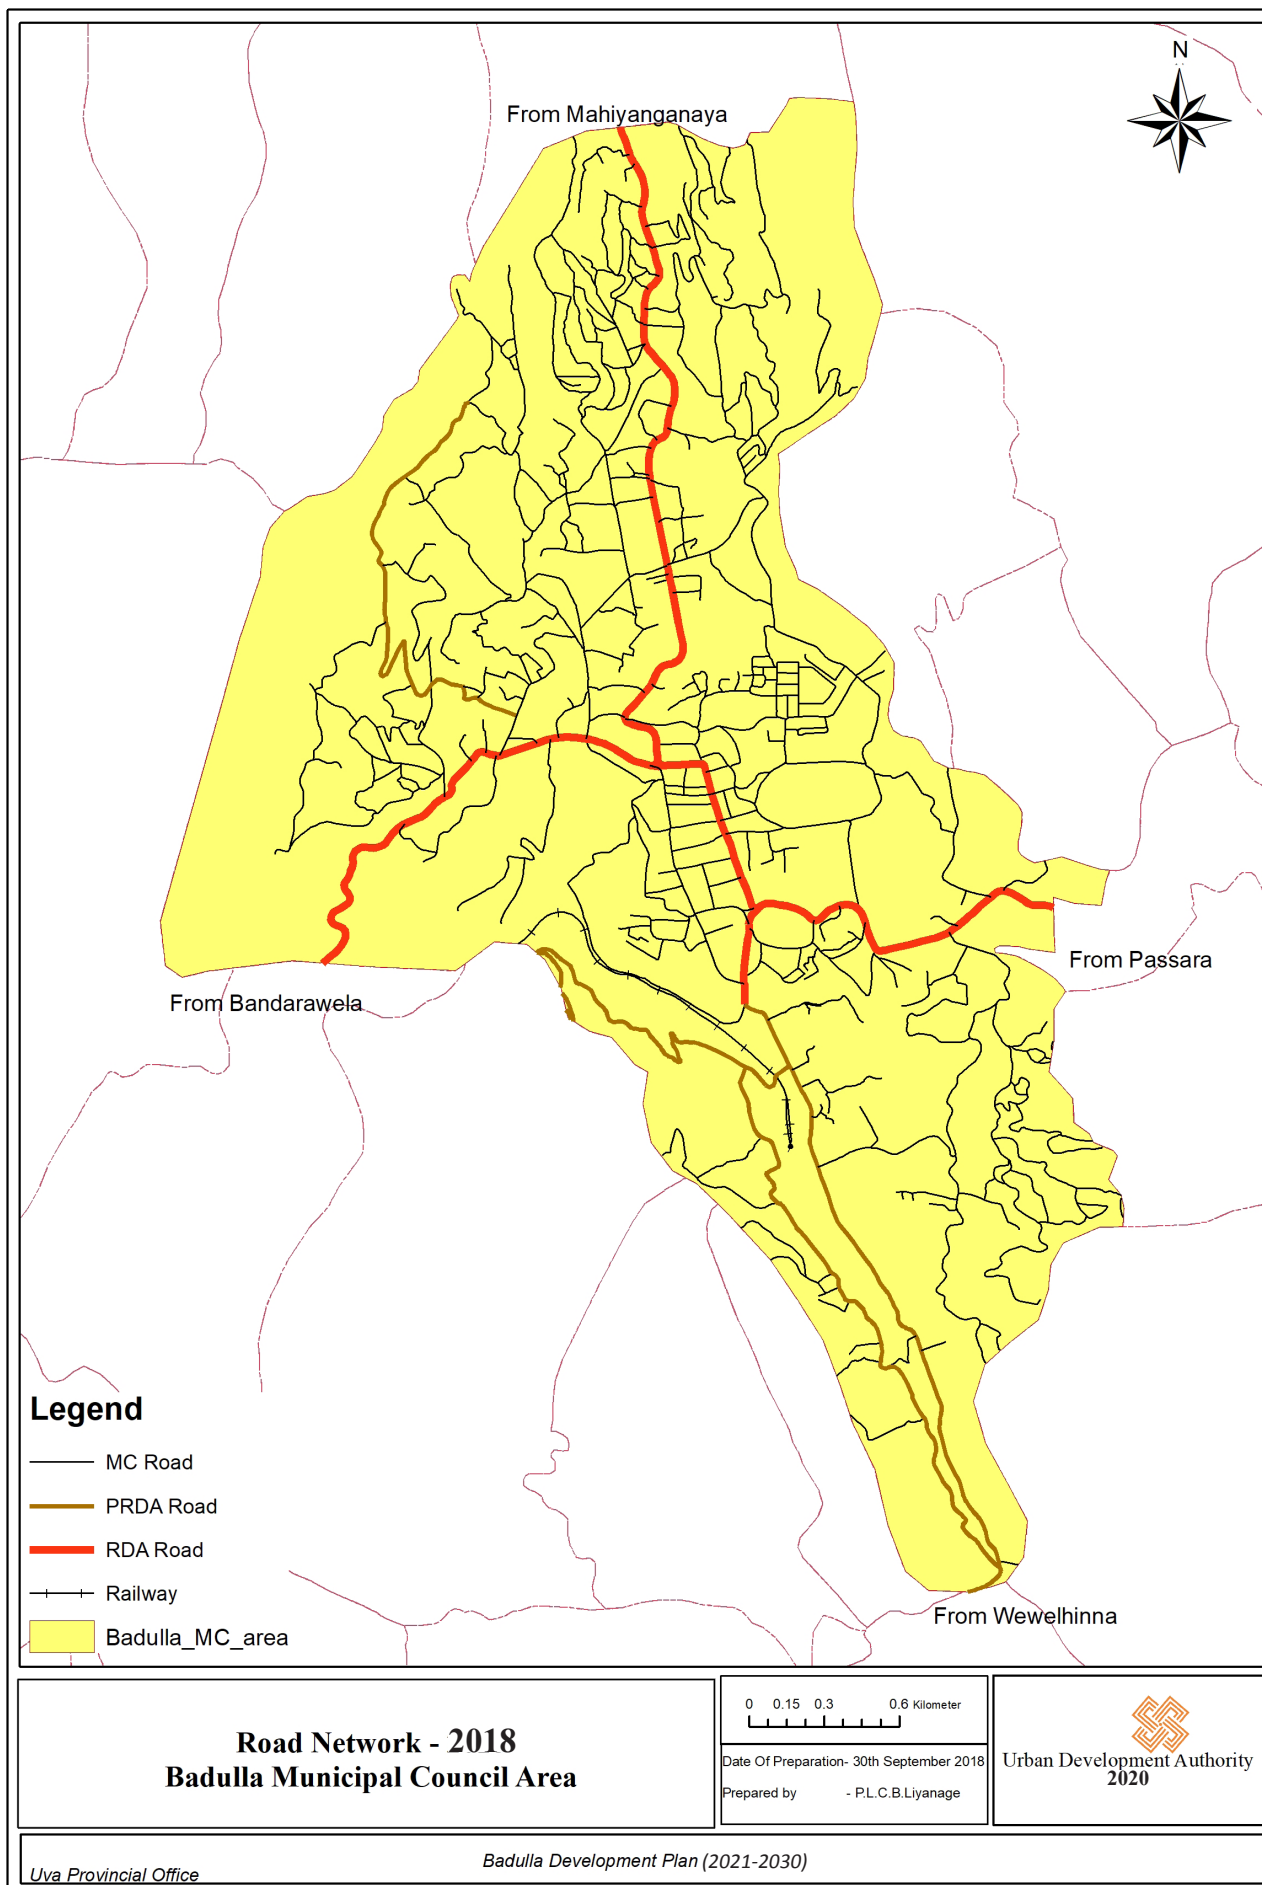 N
From Mahiyanganaya
From Passara
From Bandarawela
Legend
MC Road
PRDA Road
RDA Road
Railway
Badulla_MC_area
From Wewelhinna
Road Network - 2018
Badulla Municipal Council Area
0 0.15 0.3 0.6 Kilometer
Date Of Preparation- 30th September 2018
Prepared by - P.L.C.B.Liyanage
Urban Development Authority
2020
Badulla Development Plan (2021-2030)
Uva Provincial Office